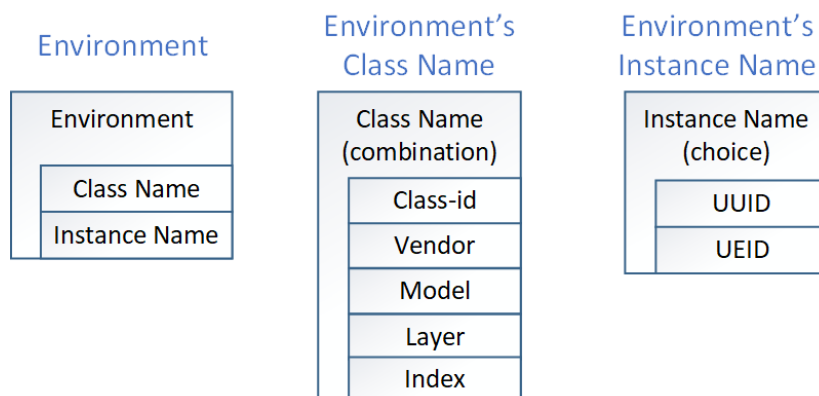 Environment
Environment
Class Name
Instance Name
Environment's
Class Name
Class Name
(combination)
Class-id
Vendor
Model
Layer
Index
Environment's
Instance Name
Instance Name
(choice)
UUID
UEID